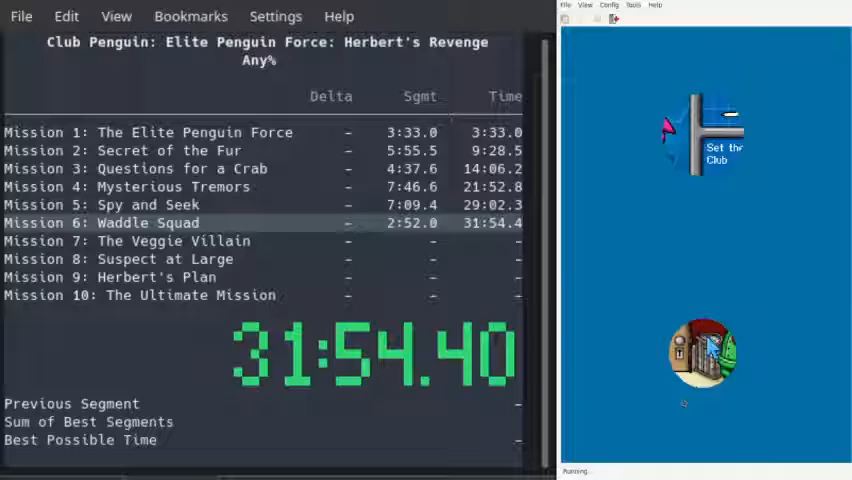 File Edit View Bookmarks Settings Help
Club Penguin: Elite Penguin Force: Herbert's Revenge
Any%
Delta Sgmt Time
Mission 1: The Elite Penguin Force – 3:33.0 3:33.0
Mission 2: Secret of the Fur – 5:55.5 9:28.5
Mission 3: Questions for a Crab – 4:37.6 14:06.2
Mission 4: Mysterious Tremors – 7:46.6 21:52.8
Mission 5: Spy and Seek – 7:09.4 29:02.3
Mission 6: Waddle Squad – 2:52.0 31:54.4
Mission 7: The Veggie Villain – – –
Mission 8: Suspect at Large – – –
Mission 9: Herbert's Plan – – –
Mission 10: The Ultimate Mission – – –
31:54.40
Previous Segment –
Sum of Best Segments
Best Possible Time –
File View Config Tools Help
Set the
Club
Running...